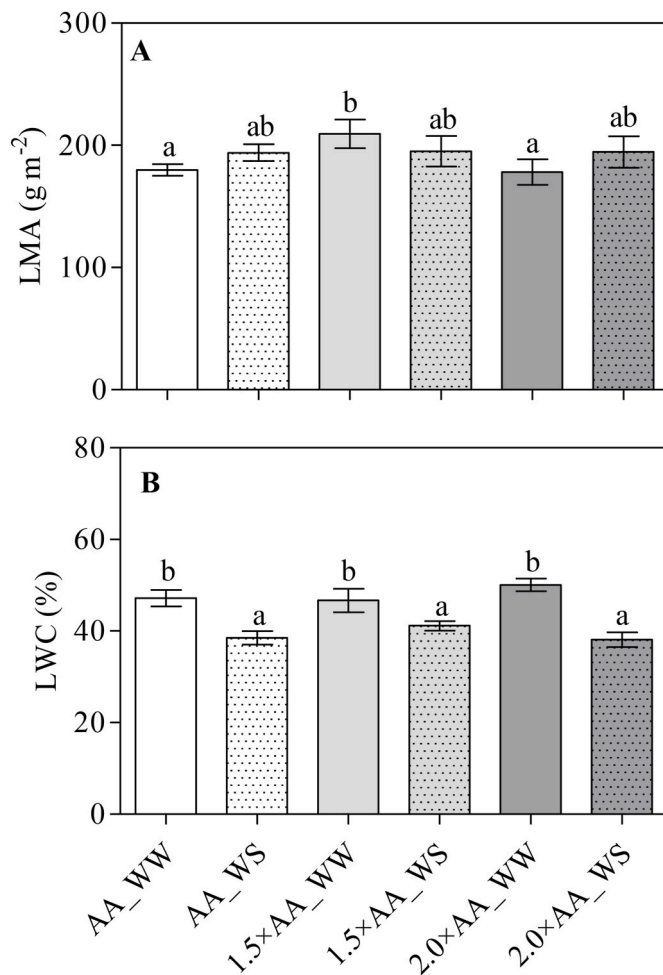 A
300
200
100
0
LMA (g m⁻²)
a
ab
b
ab
a
ab
B
80
60
40
20
0
LWC (%)
b
a
b
a
b
a
AA_WW
AA_WS
1.5×AA_WW
1.5×AA_WS
2.0×AA_WW
2.0×AA_WS